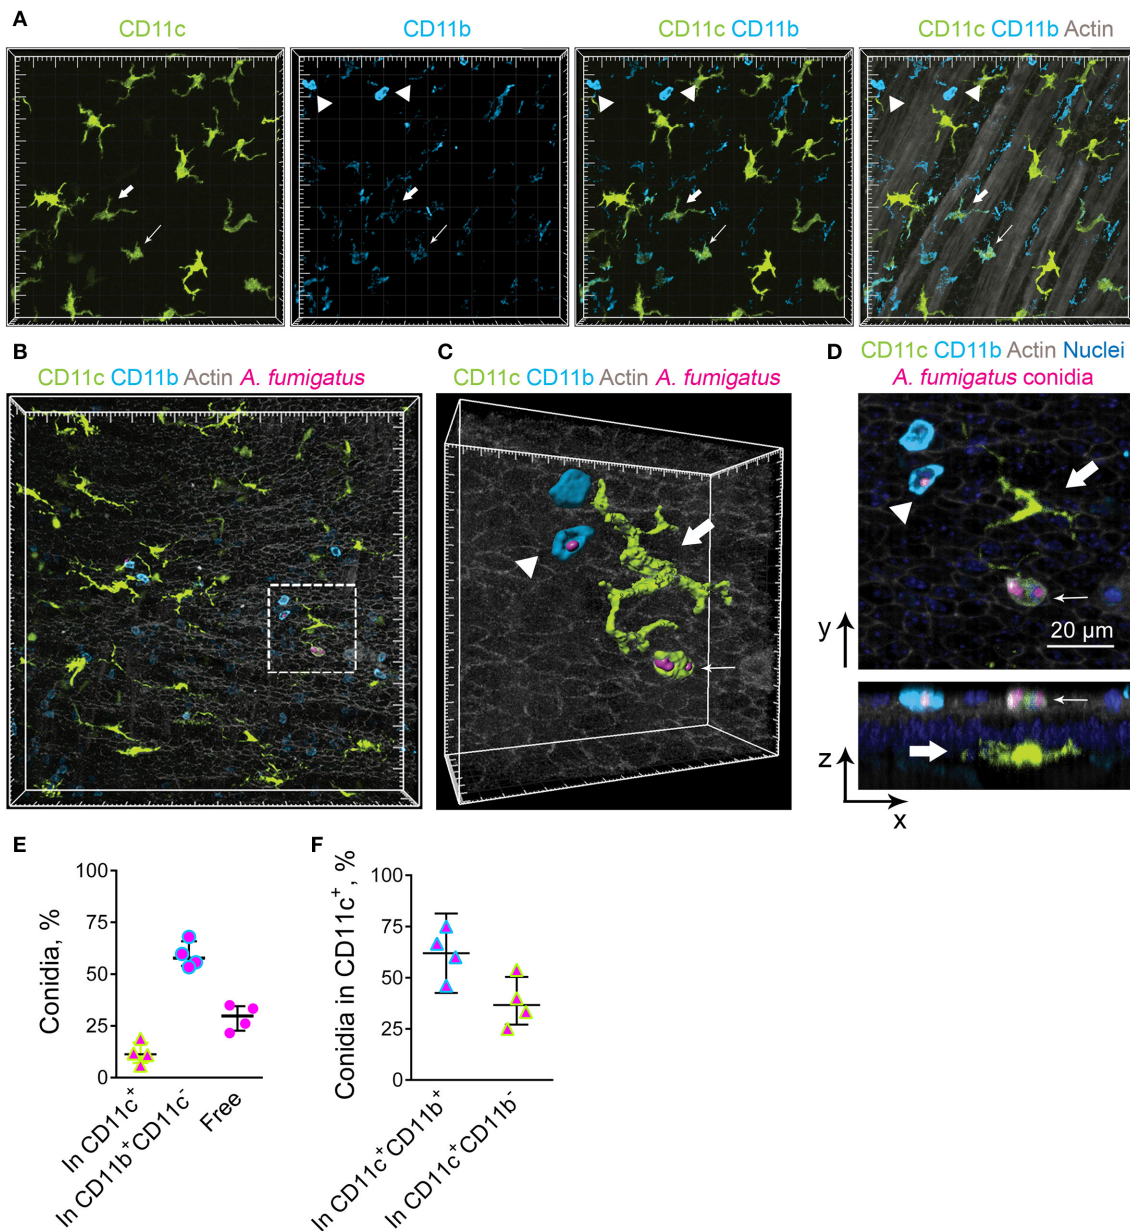 A
CD11c
CD11b
CD11c CD11b
CD11c CD11b Actin
B
CD11c CD11b Actin A. fumigatus
C
CD11c CD11b Actin A. fumigatus
D
CD11c CD11b Actin Nuclei
A. fumigatus conidia
y
20 µm
z
x
E
Conidia, %
100
75
50
25
0
In CD11c+
In CD11b+CD11c-
Free
F
Conidia in CD11c+, %
100
75
50
25
0
In CD11c+CD11b+
In CD11c+CD11b-